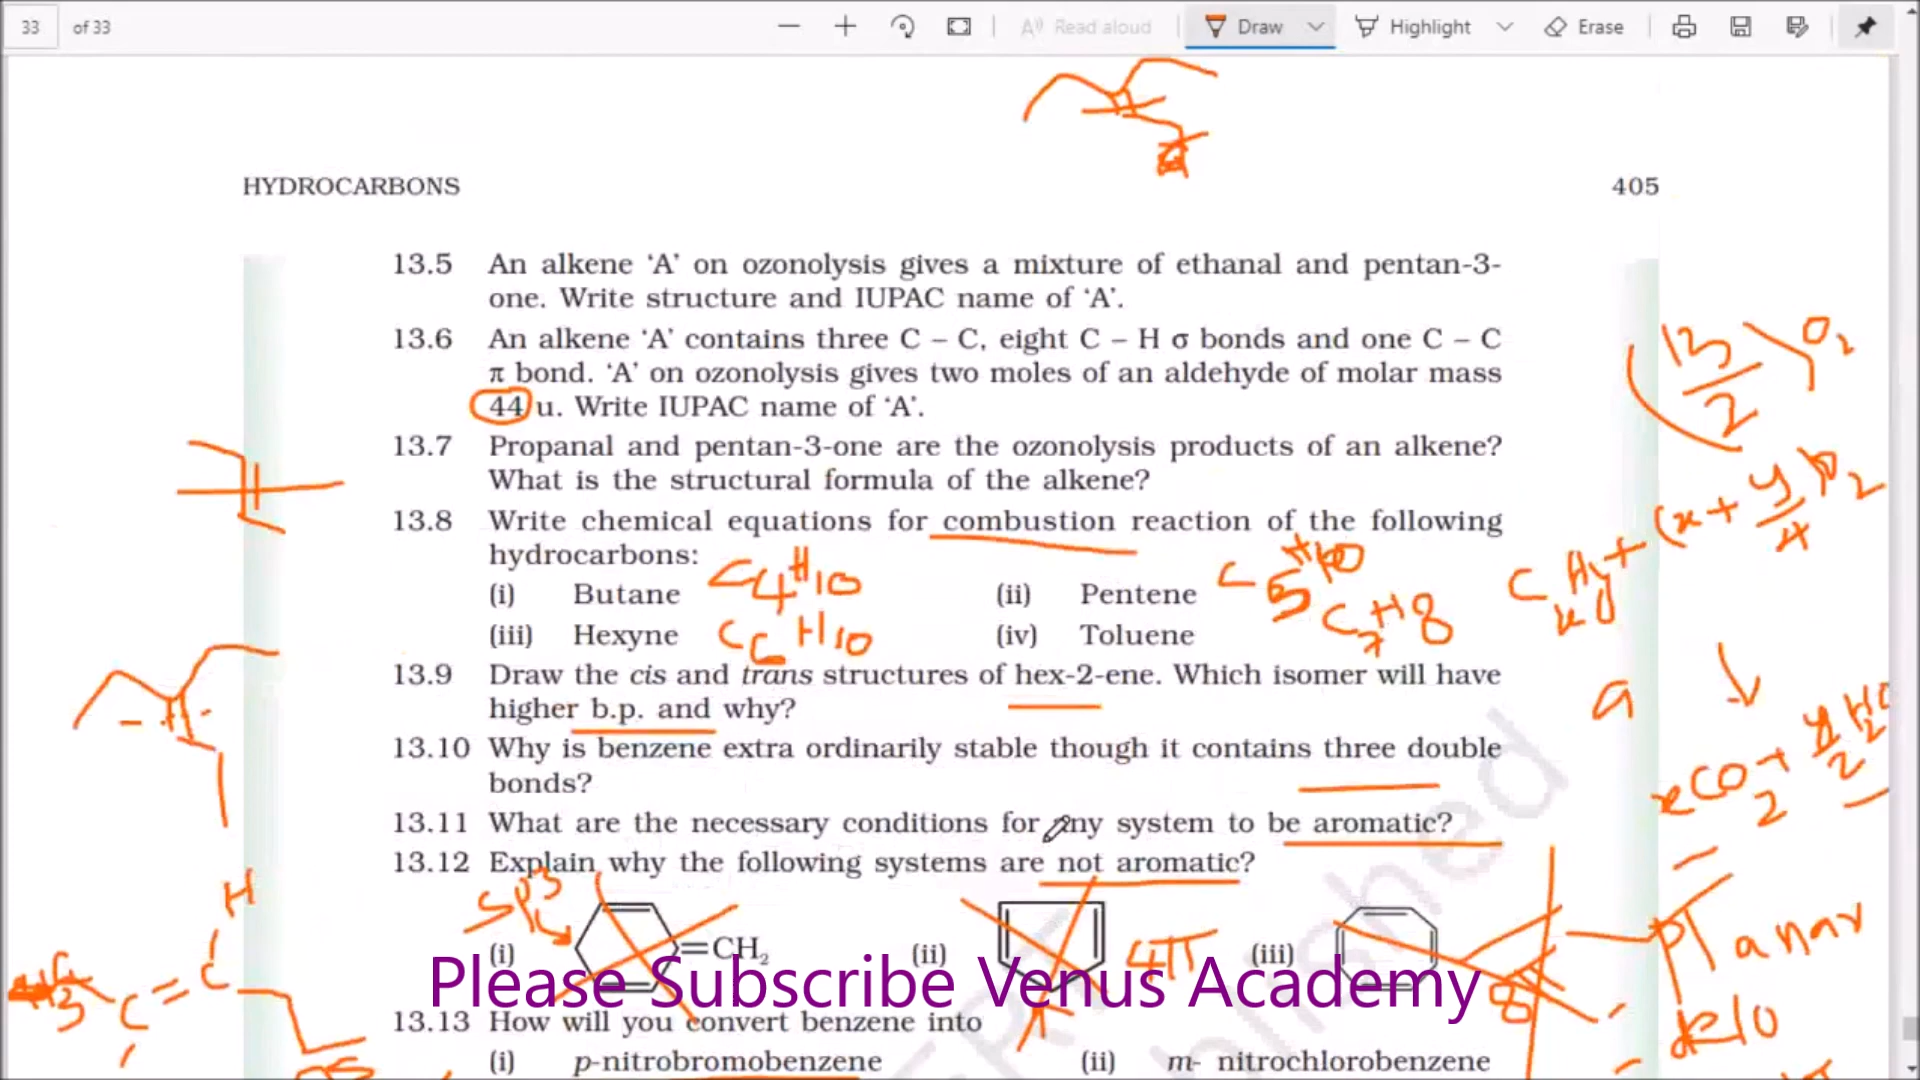 33 of 33 Read aloud Draw Highlight Erase
HYDROCARBONS 405
13.5 An alkene ‘A’ on ozonolysis gives a mixture of ethanal and pentan-3-
one. Write structure and IUPAC name of ‘A’.
13.6 An alkene ‘A’ contains three C – C, eight C – H σ bonds and one C – C
π bond. ‘A’ on ozonolysis gives two moles of an aldehyde of molar mass
44 u. Write IUPAC name of ‘A’.
(13/2) O2
13.7 Propanal and pentan-3-one are the ozonolysis products of an alkene?
What is the structural formula of the alkene?
13.8 Write chemical equations for combustion reaction of the following
hydrocarbons:
CxHy + (x + y/4) O2
(i) Butane C4H10 (ii) Pentene C5H10
(iii) Hexyne C6H10 (iv) Toluene C7H8
13.9 Draw the cis and trans structures of hex-2-ene. Which isomer will have
higher b.p. and why?
xCO2 + y/2 H2O
13.10 Why is benzene extra ordinarily stable though it contains three double
bonds?
13.11 What are the necessary conditions for any system to be aromatic?
13.12 Explain why the following systems are not aromatic?
SP3
H
(i) =CH2 (ii) 4π (iii) 8
Planar
C = C
Please Subscribe Venus Academy
13.13 How will you convert benzene into
(i) p-nitrobromobenzene (ii) m- nitrochlorobenzene